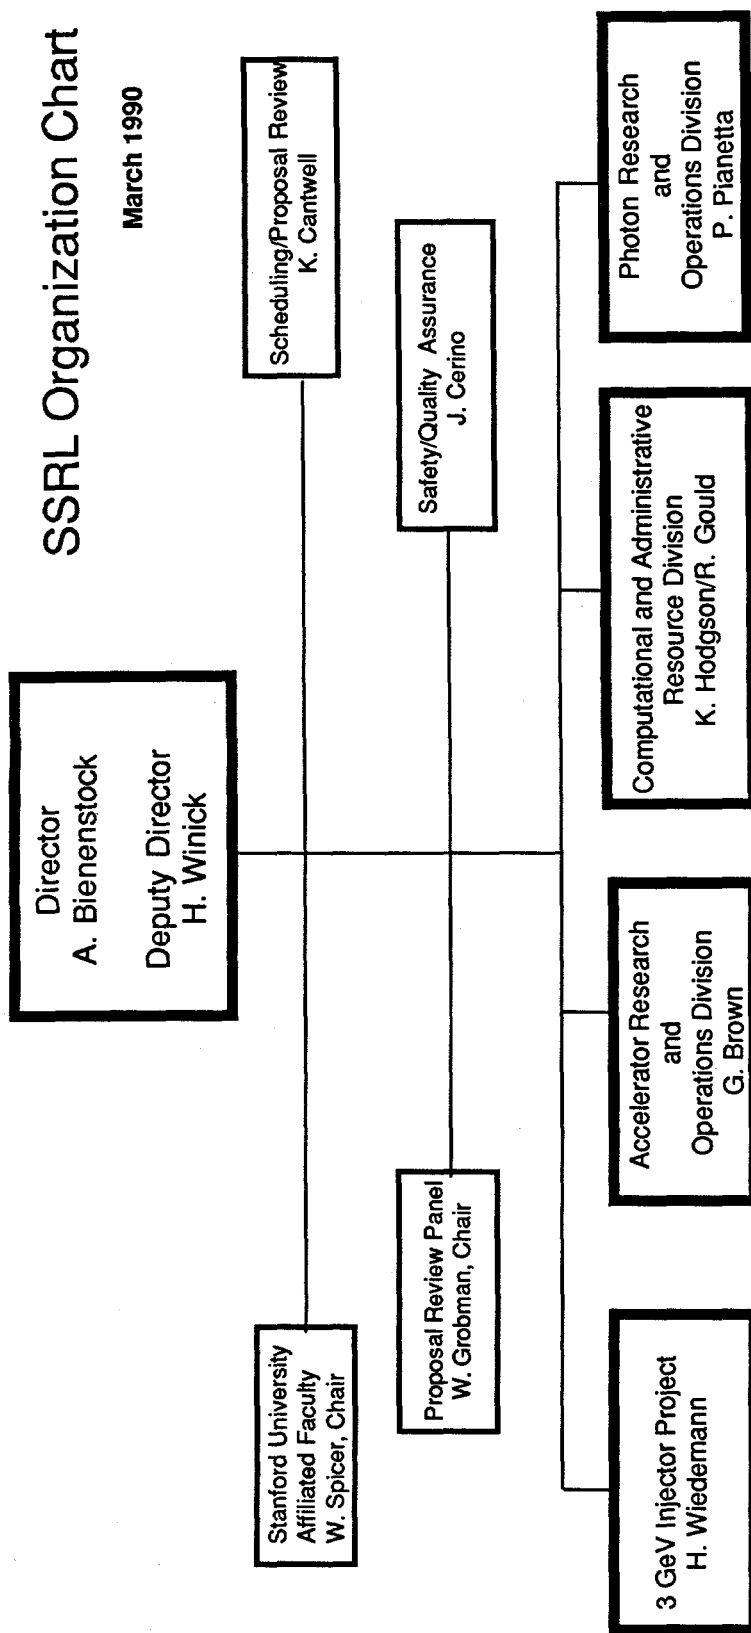 SSRL Organization Chart
March 1990
Director
A. Bienenstock
Deputy Director
H. Winick
Stanford University
Affiliated Faculty
W. Spicer, Chair
Scheduling/Proposal Review
K. Cantwell
Proposal Review Panel
W. Grobman, Chair
Safety/Quality Assurance
J. Cerino
3 GeV Injector Project
H. Wiedemann
Accelerator Research
and
Operations Division
G. Brown
Computational and Administrative
Resource Division
K. Hodgson/R. Gould
Photon Research
and
Operations Division
P. Pianetta